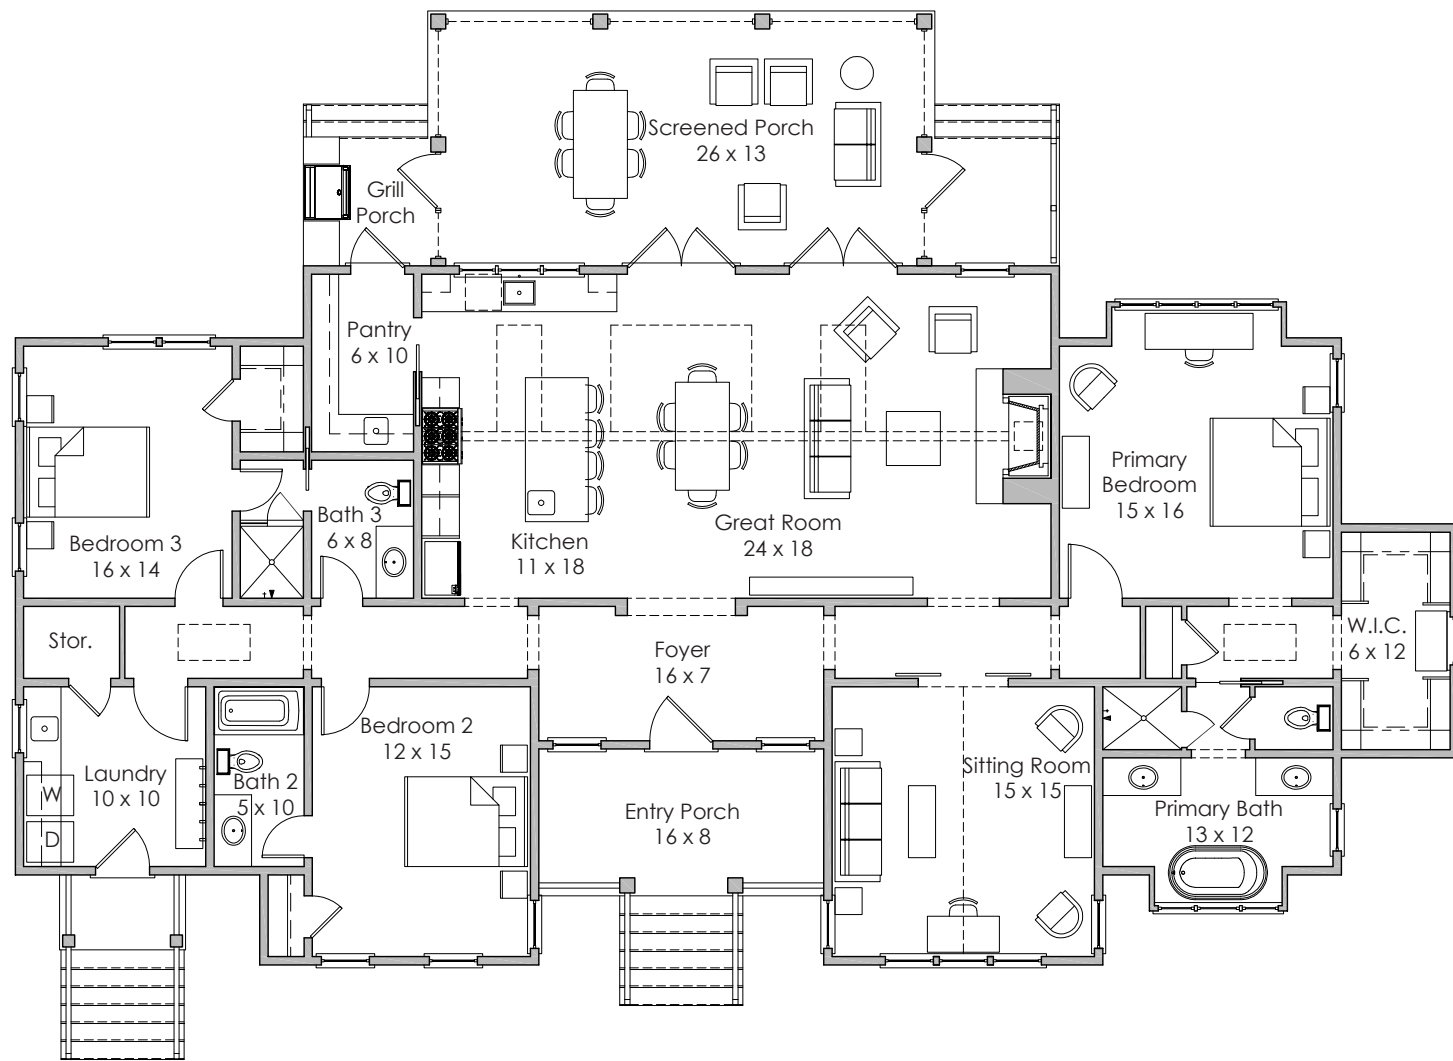 Screened Porch
26 x 13
Grill
Porch
Pantry
6 x 10
Primary
Bedroom
15 x 16
Bath 3
6 x 8
Bedroom 3
16 x 14
Kitchen
11 x 18
Great Room
24 x 18
Stor.
Foyer
16 x 7
W.I.C.
6 x 12
Bedroom 2
12 x 15
Laundry
10 x 10
W
D
Bath 2
5 x 10
Entry Porch
16 x 8
Sitting Room
15 x 15
Primary Bath
13 x 12